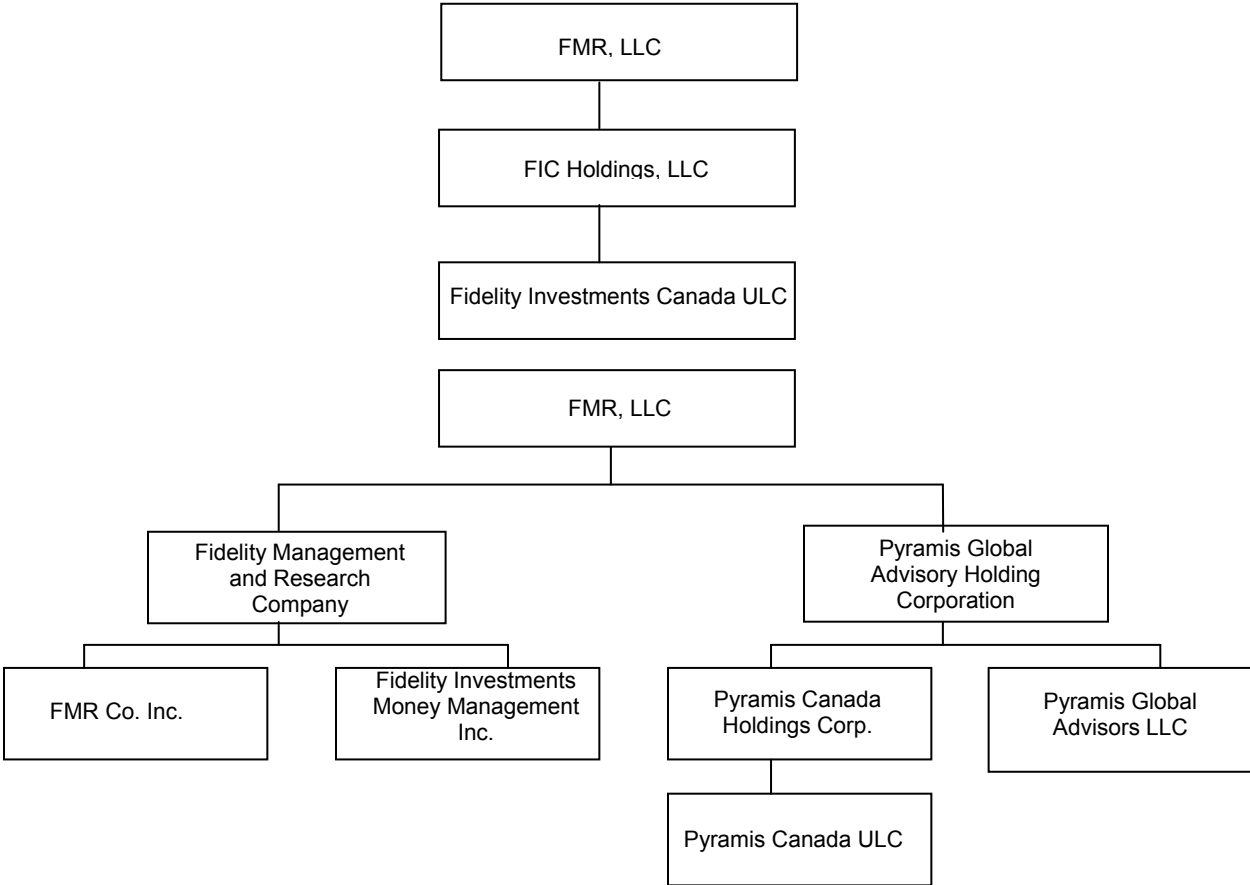 FMR, LLC
FIC Holdings, LLC
Fidelity Investments Canada ULC
FMR, LLC
Fidelity Management
and Research
Company
Pyramis Global
Advisory Holding
Corporation
FMR Co. Inc.
Fidelity Investments
Money Management
Inc.
Pyramis Canada
Holdings Corp.
Pyramis Global
Advisors LLC
Pyramis Canada ULC